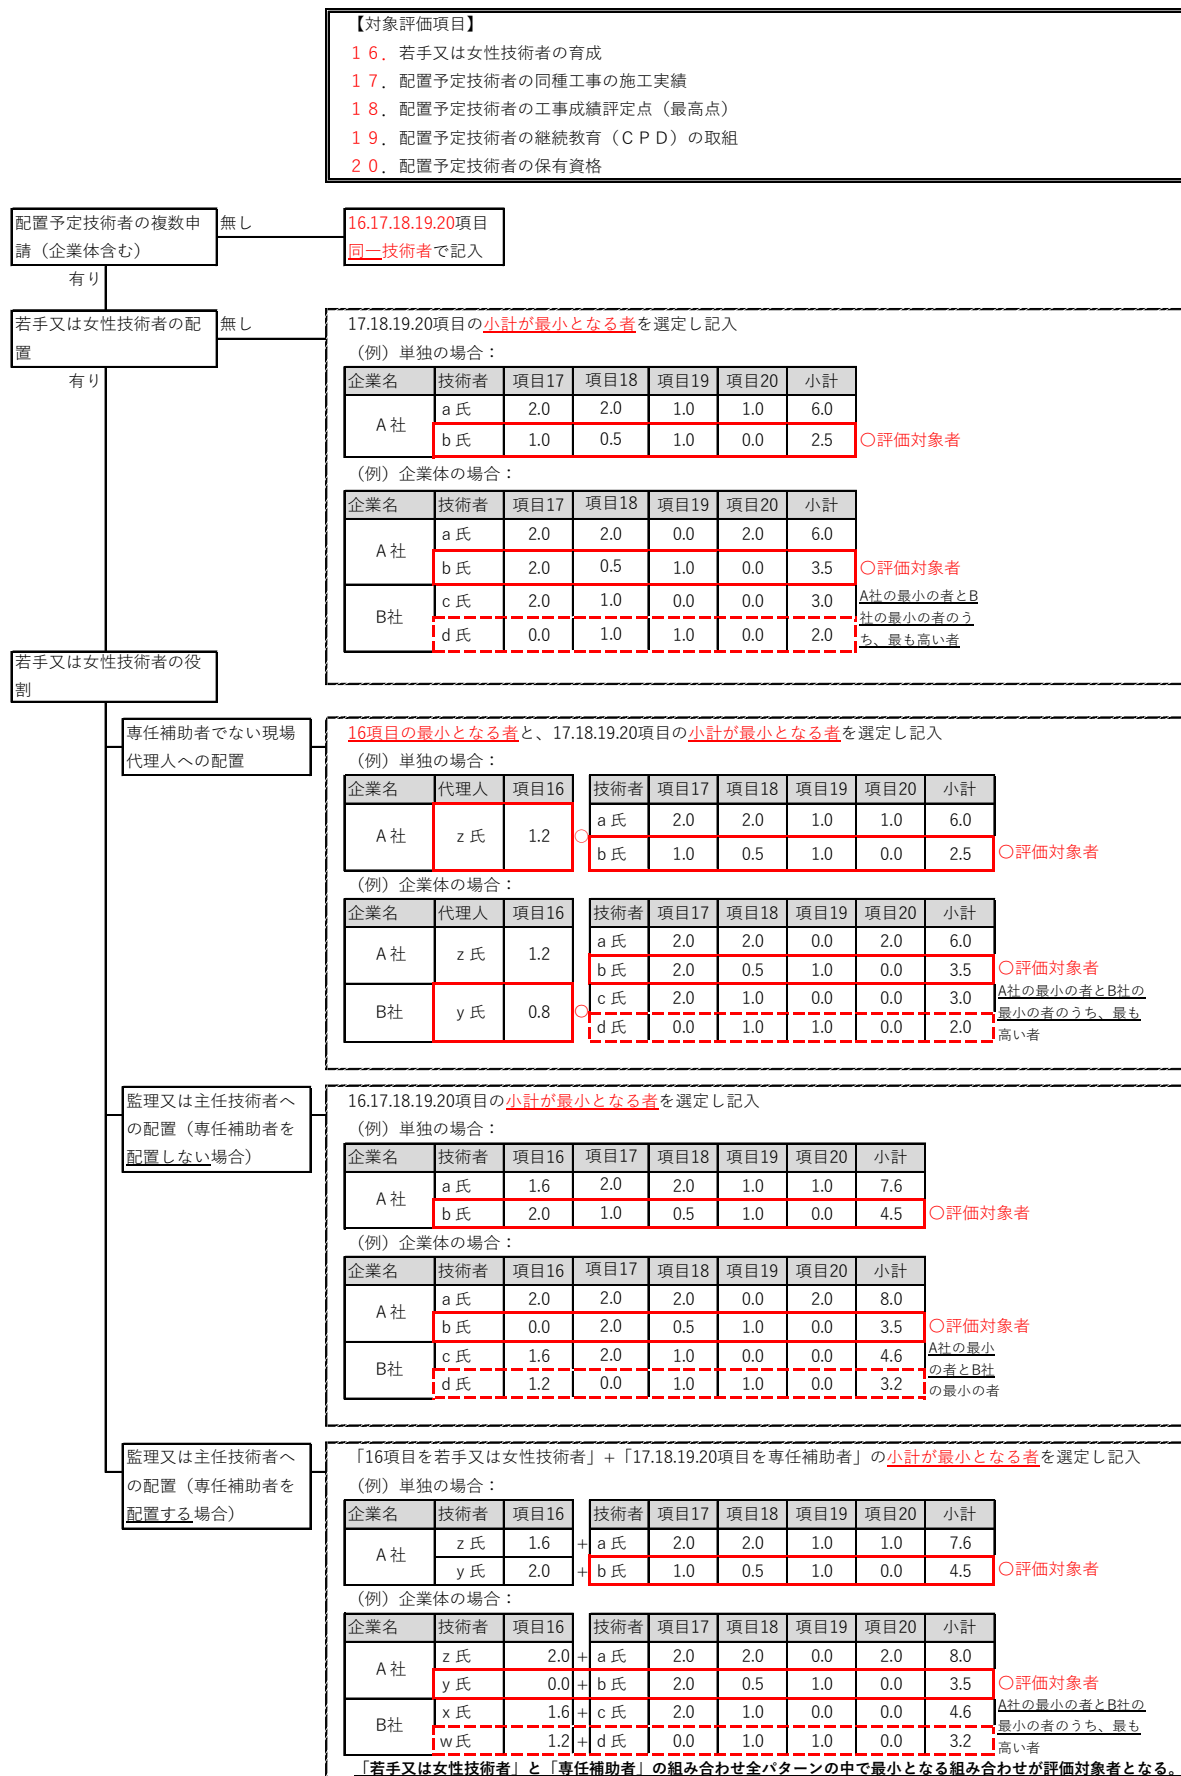 【対象評価項目】
１６．若手又は女性技術者の育成
１７．配置予定技術者の同種工事の施工実績
１８．配置予定技術者の工事成績評定点（最高点）
１９．配置予定技術者の継続教育（ＣＰＤ）の取組
２０．配置予定技術者の保有資格
配置予定技術者の複数申
請（企業体含む）
無し
16.17.18.19.20項目
同一技術者で記入
有り
若手又は女性技術者の配
置
無し
有り
17.18.19.20項目の小計が最小となる者を選定し記入
（例）単独の場合：
企業名 技術者 項目17 項目18 項目19 項目20 小計
A 社
a 氏 2.0 2.0 1.0 1.0 6.0
b 氏 1.0 0.5 1.0 0.0 2.5 〇評価対象者
（例）企業体の場合：
企業名 技術者 項目17 項目18 項目19 項目20 小計
A 社
a 氏 2.0 2.0 0.0 2.0 6.0
b 氏 2.0 0.5 1.0 0.0 3.5 〇評価対象者
B社
c 氏 2.0 1.0 0.0 0.0 3.0
d 氏 0.0 1.0 1.0 0.0 2.0
A社の最小の者とB
社の最小の者のう
ち、最も高い者
若手又は女性技術者の役
割
専任補助者でない現場
代理人への配置
16項目の最小となる者と、17.18.19.20項目の小計が最小となる者を選定し記入
（例）単独の場合：
企業名 代理人 項目16 技術者 項目17 項目18 項目19 項目20 小計
A 社 z 氏 1.2 〇
a 氏 2.0 2.0 1.0 1.0 6.0
b 氏 1.0 0.5 1.0 0.0 2.5 〇評価対象者
（例）企業体の場合：
企業名 代理人 項目16 技術者 項目17 項目18 項目19 項目20 小計
A 社 z 氏 1.2
a 氏 2.0 2.0 0.0 2.0 6.0
b 氏 2.0 0.5 1.0 0.0 3.5 〇評価対象者
B社 y 氏 0.8 〇
c 氏 2.0 1.0 0.0 0.0 3.0
d 氏 0.0 1.0 1.0 0.0 2.0
A社の最小の者とB社の
最小の者のうち、最も
高い者
監理又は主任技術者へ
の配置（専任補助者を
配置しない場合）
16.17.18.19.20項目の小計が最小となる者を選定し記入
（例）単独の場合：
企業名 技術者 項目16 項目17 項目18 項目19 項目20 小計
A 社
a 氏 1.6 2.0 2.0 1.0 1.0 7.6
b 氏 2.0 1.0 0.5 1.0 0.0 4.5 〇評価対象者
（例）企業体の場合：
企業名 技術者 項目16 項目17 項目18 項目19 項目20 小計
A 社
a 氏 2.0 2.0 2.0 0.0 2.0 8.0
b 氏 0.0 2.0 0.5 1.0 0.0 3.5 〇評価対象者
B社
c 氏 1.6 2.0 1.0 0.0 0.0 4.6
d 氏 1.2 0.0 1.0 1.0 0.0 3.2
A社の最小
の者とB社
の最小の者
監理又は主任技術者へ
の配置（専任補助者を
配置する場合）
「16項目を若手又は女性技術者」+「17.18.19.20項目を専任補助者」の小計が最小となる者を選定し記入
（例）単独の場合：
企業名 技術者 項目16 技術者 項目17 項目18 項目19 項目20 小計
A 社
z 氏 1.6 + a 氏 2.0 2.0 1.0 1.0 7.6
y 氏 2.0 + b 氏 1.0 0.5 1.0 0.0 4.5 〇評価対象者
（例）企業体の場合：
企業名 技術者 項目16 技術者 項目17 項目18 項目19 項目20 小計
A 社
z 氏 2.0 + a 氏 2.0 2.0 0.0 2.0 8.0
y 氏 0.0 + b 氏 2.0 0.5 1.0 0.0 3.5 〇評価対象者
B社
x 氏 1.6 + c 氏 2.0 1.0 0.0 0.0 4.6
w 氏 1.2 + d 氏 0.0 1.0 1.0 0.0 3.2
A社の最小の者とB社の
最小の者のうち、最も
高い者
「若手又は女性技術者」と「専任補助者」の組み合わせ全パターンの中で最小となる組み合わせが評価対象者となる。